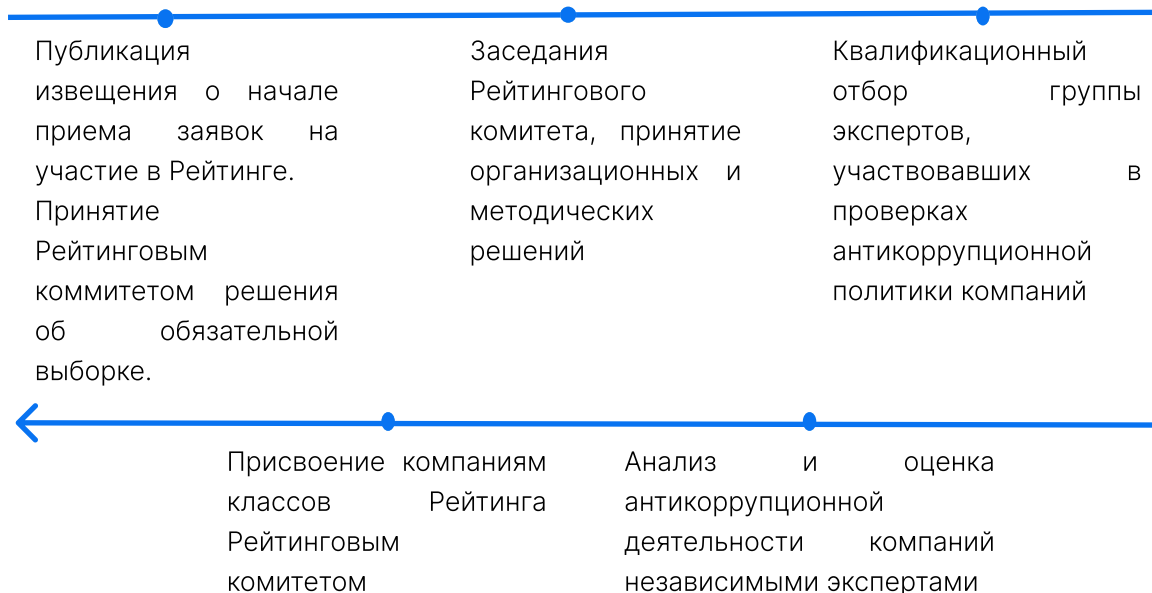 Публикация
извещения о начале
приема заявок на
участие в Рейтинге.
Принятие
Рейтинговым
коммитетом решения
об обязательной
выборке.
Заседания
Рейтингового
комитета, принятие
организационных и
методических
решений
Квалификационный
отбор группы
экспертов,
участвовавших в
проверках
антикоррупционной
политики компаний
Анализ и оценка
антикоррупционной
деятельности компаний
независимыми экспертами
Присвоение компаниям
классов Рейтинга
Рейтинговым
комитетом